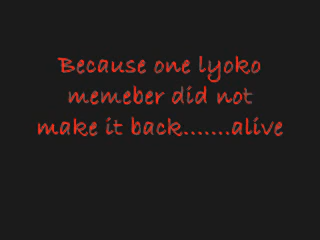 Because one lyoko
memeber did not
make it back.......alive